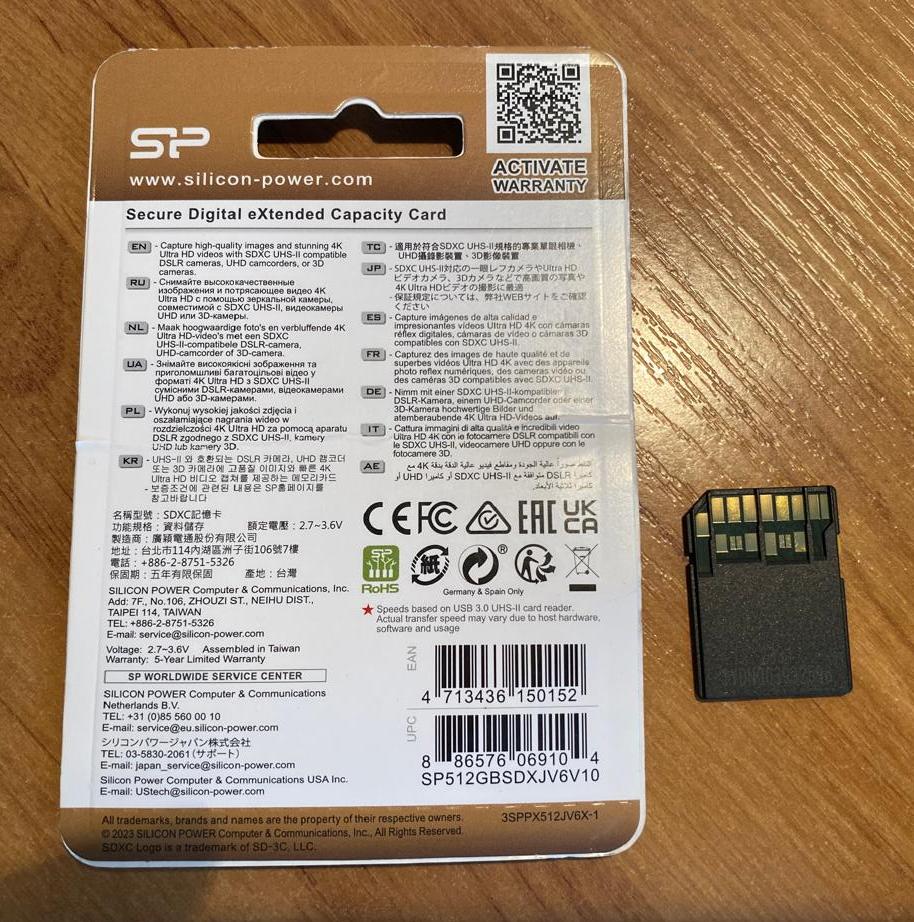 SP
www.silicon-power.com
ACTIVATE
WARRANTY
Secure Digital eXtended Capacity Card
EN - Capture high-quality images and stunning 4K
Ultra HD videos with SDXC UHS-II compatible
DSLR cameras, UHD camcorders, or 3D
cameras.
RU - Снимайте высококачественные
изображения и потрясающее видео 4K
Ultra HD с помощью зеркальной камеры,
совместимой с SDXC UHS-II, видеокамеры
UHD или 3D-камеры.
NL - Maak hoogwaardige foto's en verbluffende 4K
Ultra HD-video's met een SDXC
UHS-II-compatibele DSLR-camera,
UHD-camcorder of 3D-camera.
UA - Знімайте високоякісні зображення та
приголомшливі багатоцільові відео у
форматі 4K Ultra HD з SDXC UHS-II
сумісними DSLR-камерами, відеокамерами
UHD або 3D-камерами.
PL - Wykonuj wysokiej jakości zdjęcia i
oszałamiające nagrania wideo w
rozdzielczości 4K Ultra HD za pomocą aparatu
DSLR zgodnego z SDXC UHS-II, kamery
UHD lub kamery 3D.
KR - UHS-II 와 호환되는 DSLR 카메라, UHD 캠코더
또는 3D 카메라에 고품질 이미지와 빠른 4K
Ultra HD 비디오 캡쳐를 제공하는 메모리카드
- 보증조건에 관련된 내용은 SP홈페이지를
참고바랍니다
TC - 適用於符合SDXC UHS-II規格的專業單眼相機、
UHD攝錄影裝置、3D影像裝置
JP - SDXC UHS-II対応の一眼レフカメラやUltra HD
ビデオカメラ、3Dカメラなどで高画質の写真や
4K Ultra HDビデオの撮影に最適
- 保証規定については、弊社WEBサイトをご確認
ください
ES - Capture imágenes de alta calidad e
impresionantes vídeos Ultra HD 4K con cámaras
réflex digitales, cámaras de vídeo o cámaras 3D
compatibles con SDXC UHS-II.
FR - Capturez des images de haute qualité et de
superbes vidéos Ultra HD 4K avec des appareils
photo reflex numériques, des cameras vidéo ou
des caméras 3D compatibles avec SDXC UHS-II.
DE - Nimm mit einer SDXC UHS-II-kompatiblen
DSLR-Kamera, einem UHD-Camcorder oder einer
3D-Kamera hochwertige Bilder und
atemberaubende 4K Ultra HD-Videos auf.
IT - Cattura immagini di alta qualità e incredibili video
Ultra HD 4K con le fotocamere DSLR compatibili con
le SDXC UHS-II, videocamere UHD oppure con le
fotocamere 3D.
AE - التقط صوراً عالية الجودة ومقاطع فيديو عالية الدقة بدقة 4K مع
كاميرا DSLR متوافقة مع SDXC UHS-II أو كاميرا UHD أو
كاميرا ثلاثية الأبعاد.
型號名稱：SDXC記憶卡
功能規格：資料儲存 額定電壓：2.7~3.6V
製造商：廣穎電通股份有限公司
地址：台北市114內湖區洲子街106號7樓
電話：+886-2-8751-5326
保固期：五年有限保固 產地：台灣
SILICON POWER Computer & Communications, Inc.
Add: 7F., No.106, ZHOUZI ST., NEIHU DIST.,
TAIPEI 114, TAIWAN
TEL: +886-2-8751-5326
E-mail: service@silicon-power.com
Voltage: 2.7~3.6V Assembled in Taiwan
Warranty: 5-Year Limited Warranty
SP WORLDWIDE SERVICE CENTER
SILICON POWER Computer & Communications
Netherlands B.V.
TEL: +31 (0)85 560 00 10
E-mail: service@eu.silicon-power.com
シリコンパワージャパン株式会社
TEL: 03-5830-2061（サポート）
E-mail: japan_service@silicon-power.com
Silicon Power Computer & Communications USA Inc.
E-mail: UStech@silicon-power.com
CE FC EAC UK
CA
SP
RoHS
紙
®
Germany & Spain Only
★ Speeds based on USB 3.0 UHS-II card reader.
Actual transfer speed may vary due to host hardware,
software and usage
EAN
4 713436 150152
UPC
8 86576 06910 4
SP512GBSDXJV6V10
All trademarks, brands and names are the property of their respective owners.
3SPPX512JV6X-1
© 2023 SILICON POWER Computer & Communications, Inc., All Rights Reserved.
SDXC Logo is a trademark of SD-3C, LLC.